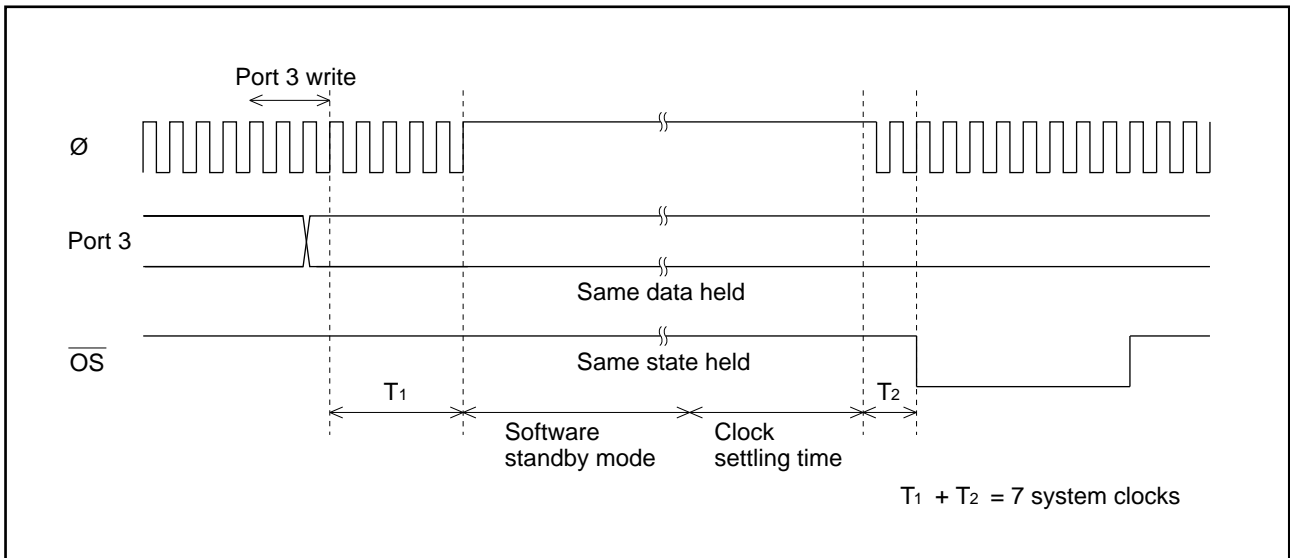 Port 3 write
Ø
Port 3
Same data held
OS
Same state held
T1
T2
Software
standby mode
Clock
settling time
T1 + T2 = 7 system clocks